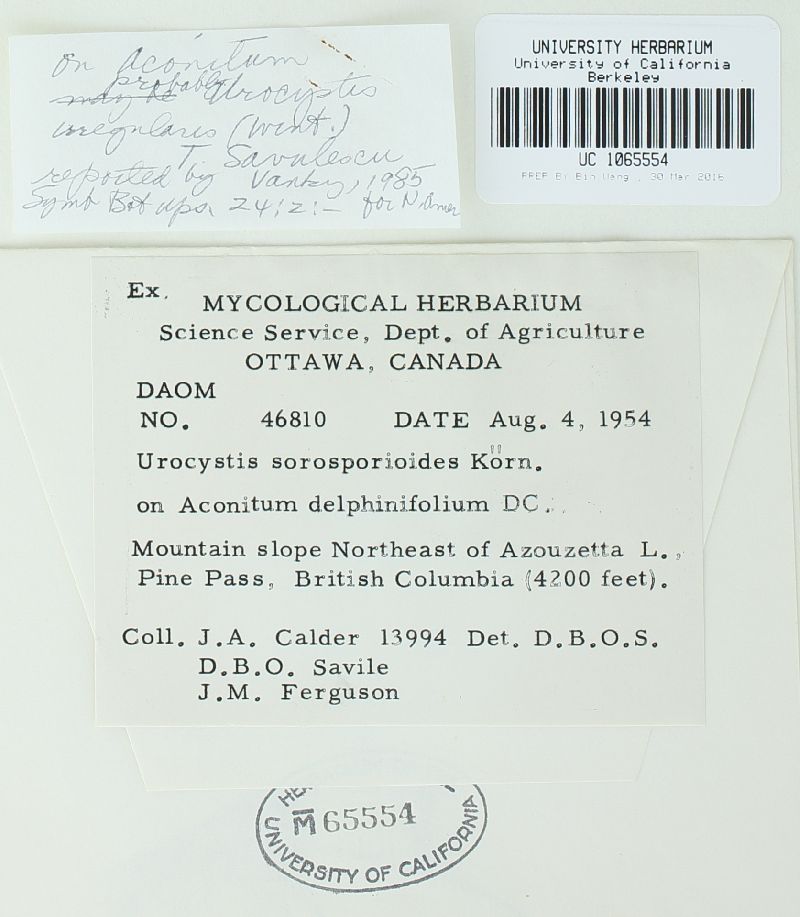 on Aconitum
probably
may be Urocystis
irregularis (Wint.)
T. Savulescu
reported by Vanky, 1985
Symb Bot Ups. 24:2:- for N. Amer
UNIVERSITY HERBARIUM
University of California
Berkeley
UC 1065554
PREP By Bin Wang , 30 Mar 2016
Ex.
MYCOLOGICAL HERBARIUM
Science Service, Dept. of Agriculture
OTTAWA, CANADA
DAOM
NO. 46810 DATE Aug. 4, 1954
Urocystis sorosporioides Körn.
on Aconitum delphinifolium DC.
Mountain slope Northeast of Azouzetta L.,
Pine Pass, British Columbia (4200 feet).
Coll. J.A. Calder 13994 Det. D.B.O.S.
D.B.O. Savile
J.M. Ferguson
M 65554
UNIVERSITY OF CALIFORNIA